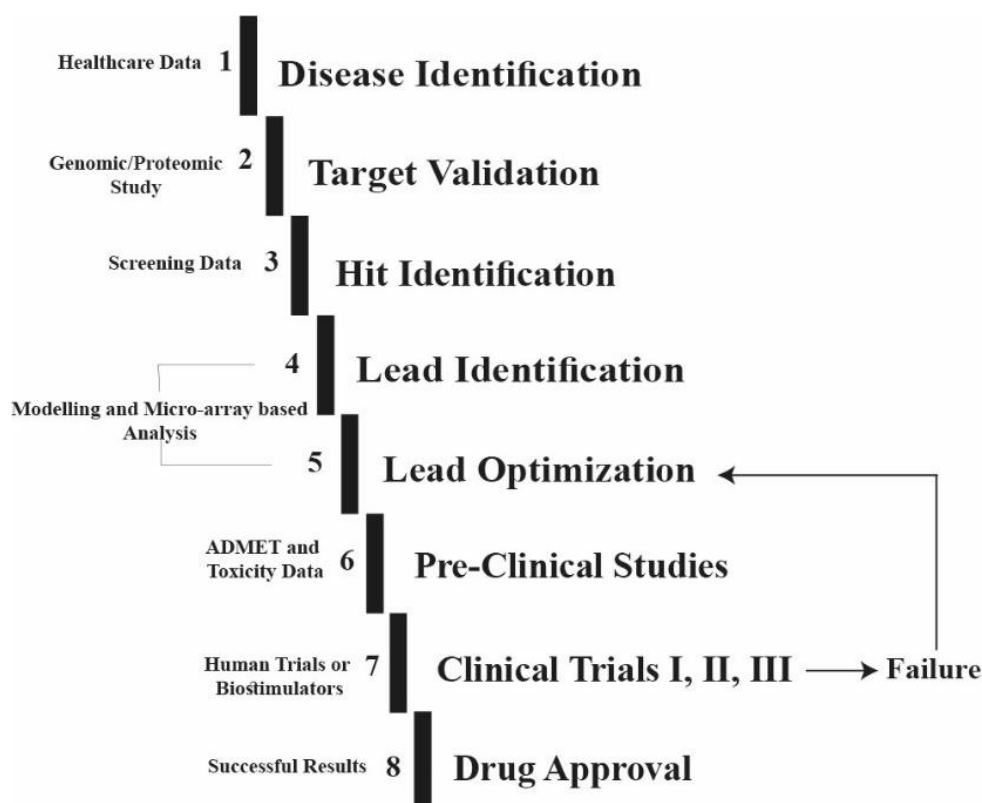 Healthcare Data 1 Disease Identification
Genomic/Proteomic
Study
2 Target Validation
Screening Data 3 Hit Identification
4 Lead Identification
Modelling and Micro-array based
Analysis
5 Lead Optimization
ADMET and
Toxicity Data
6 Pre-Clinical Studies
Human Trials or
Biostimulators
7 Clinical Trials I, II, III Failure
Successful Results 8 Drug Approval